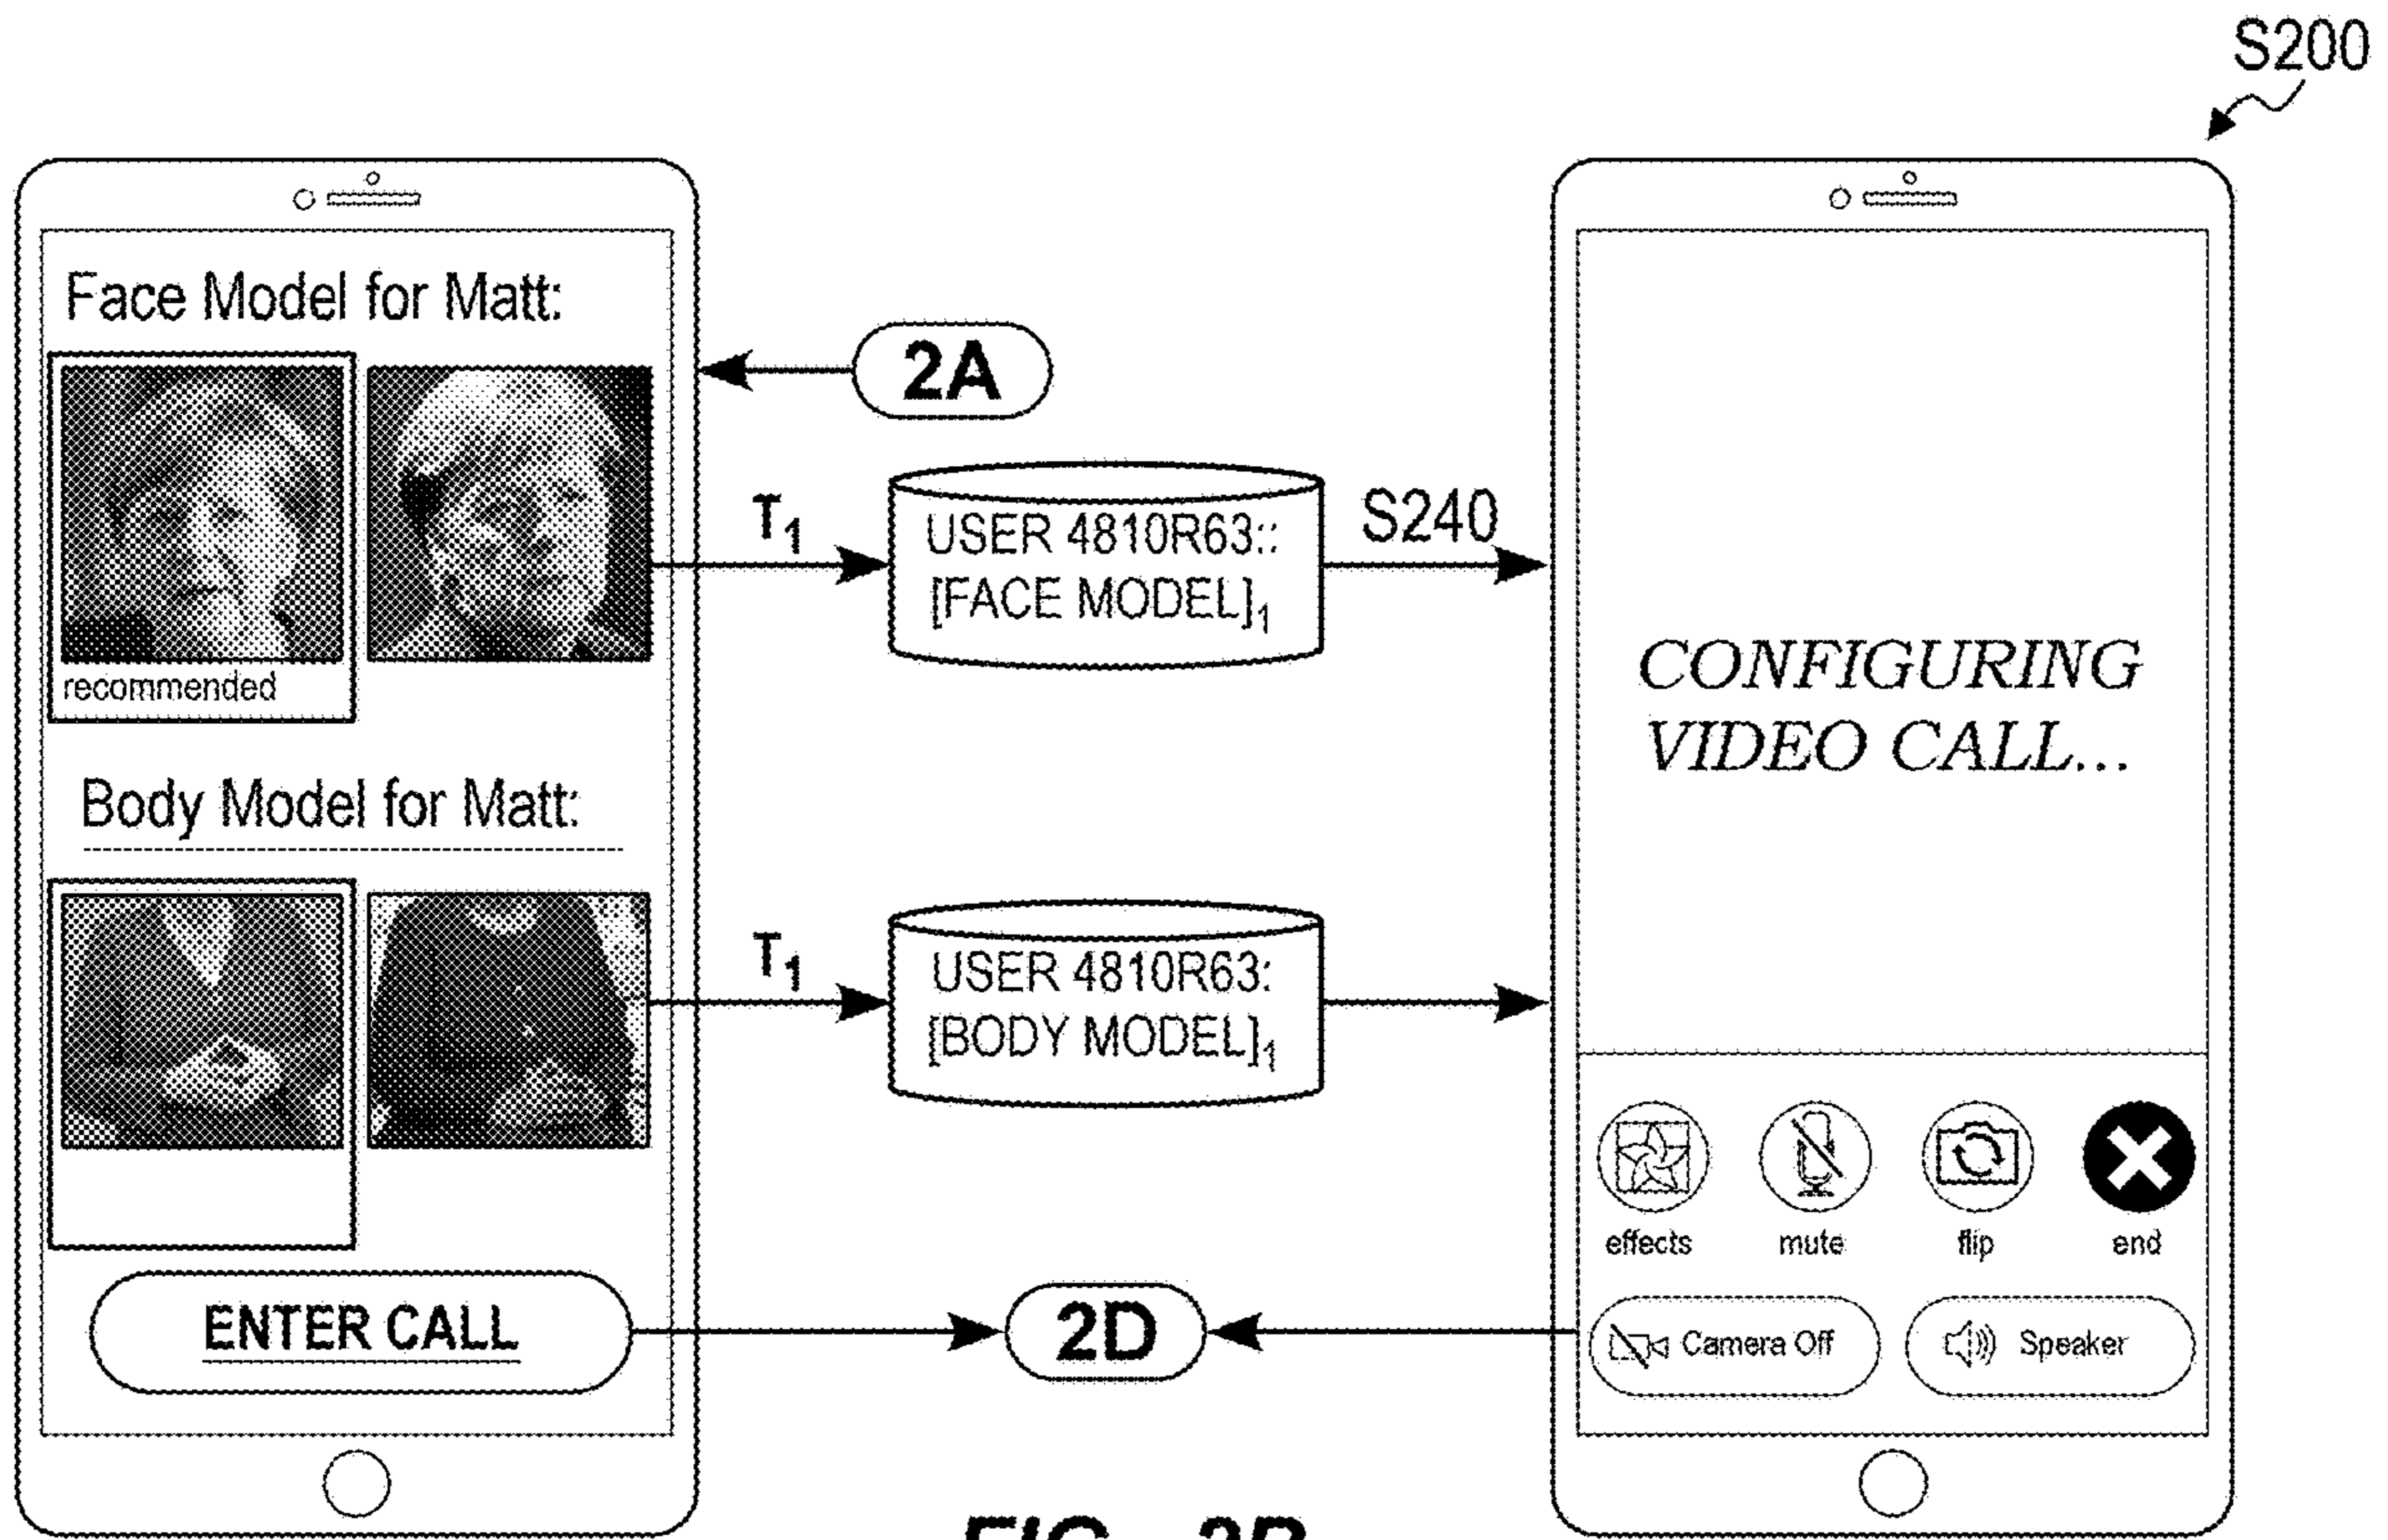 S200
Face Model for Matt:
recommended
Body Model for Matt:
ENTER CALL
2A
T1
USER 4810R63::
[FACE MODEL]1
S240
T1
USER 4810R63:
[BODY MODEL]1
2D
CONFIGURING
VIDEO CALL...
effects mute flip end
Camera Off Speaker